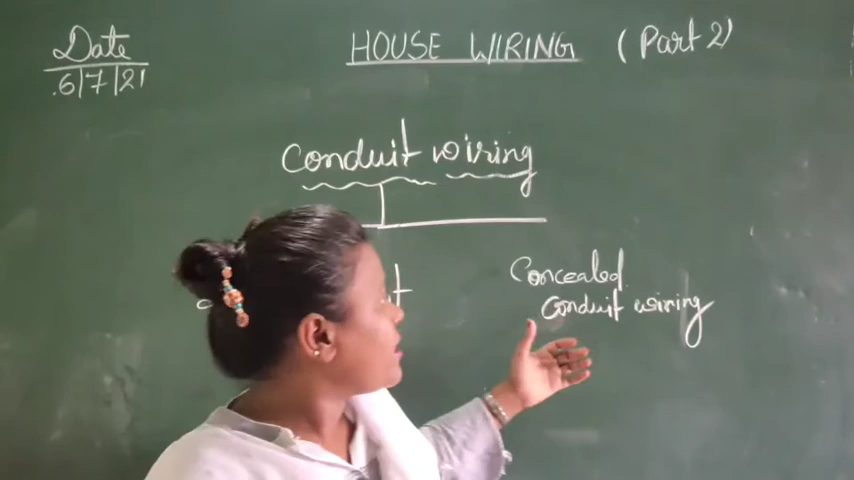 Date
6/7/21
HOUSE WIRING (Part 2)
Conduit wiring
Concealed
Conduit wiring